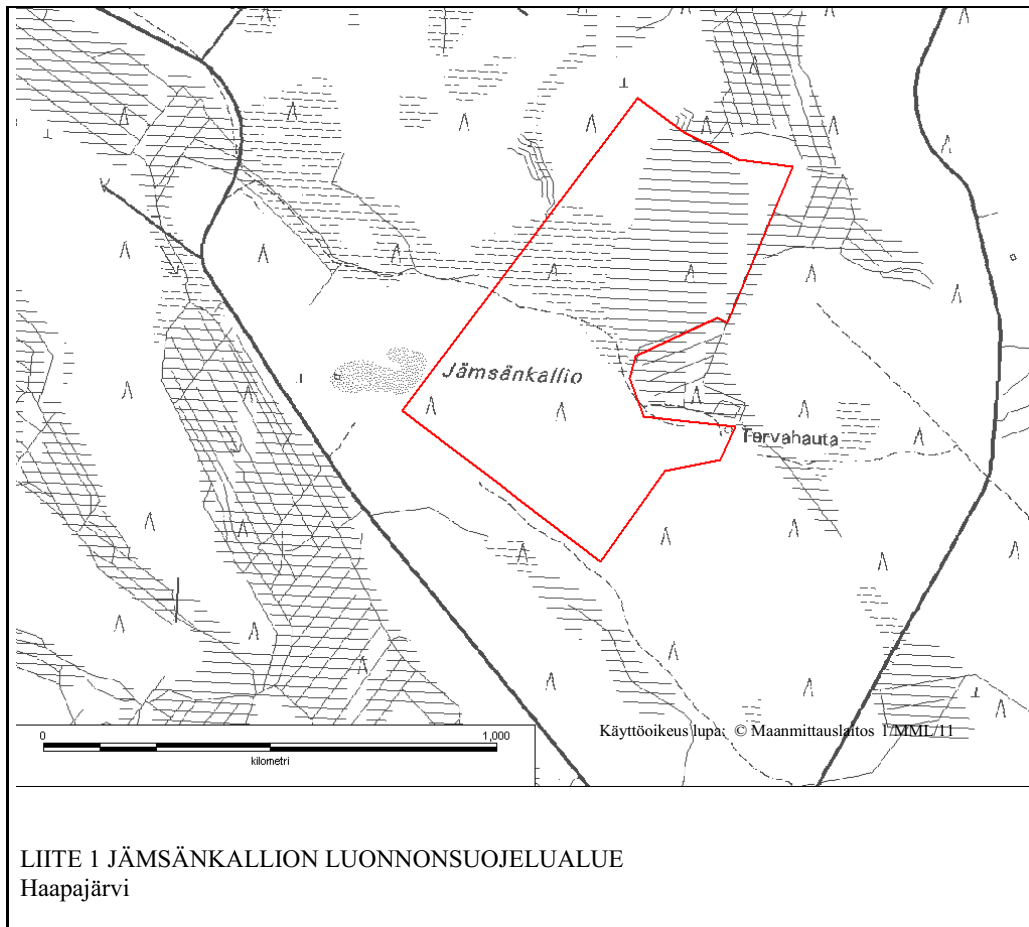 Jämsänkallio
Tervahauta
Käyttöoikeus lupa: © Maanmittauslaitos 1/MML/11
0 1,000
kilometri
LIITE 1 JÄMSÄNKALLION LUONNONSUOJELUALUE
Haapajärvi